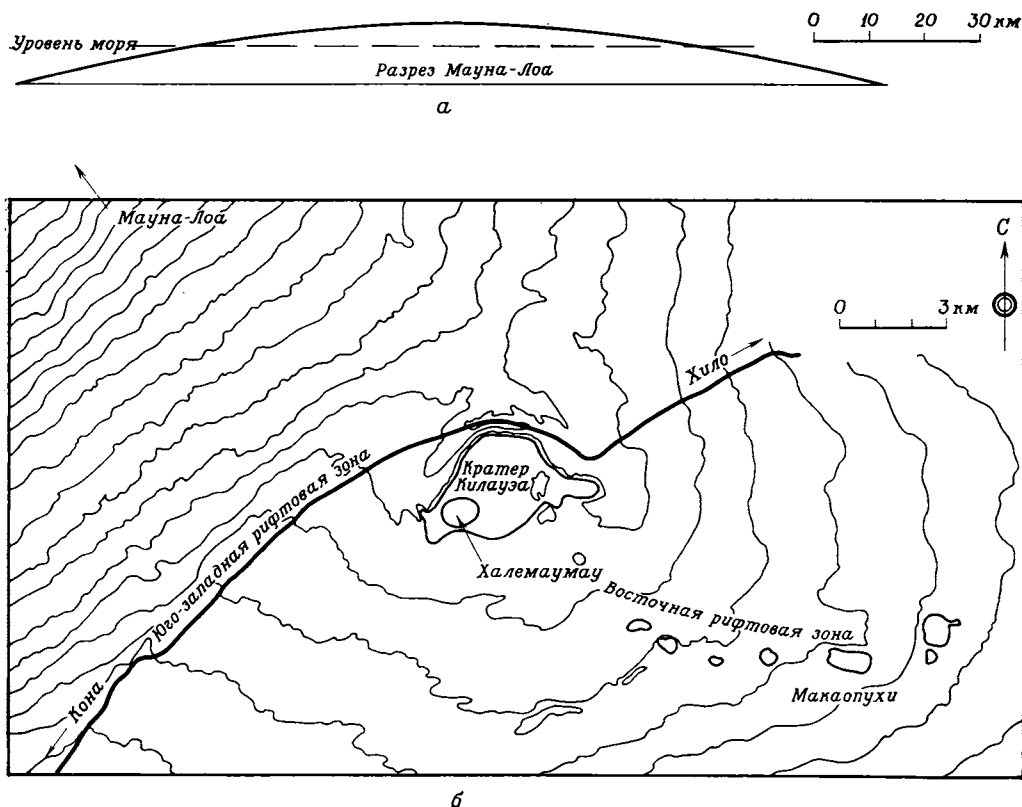 0 10 20 30 км
Уровень моря
Разрез Мауна-Лоа
а
Мауна-Лоа
С
0 3 км
Хило
Кратер
Килауэа
Юго-западная рифтовая зона
Халемаумау
Восточная рифтовая зона
Макаопухи
Кона
б